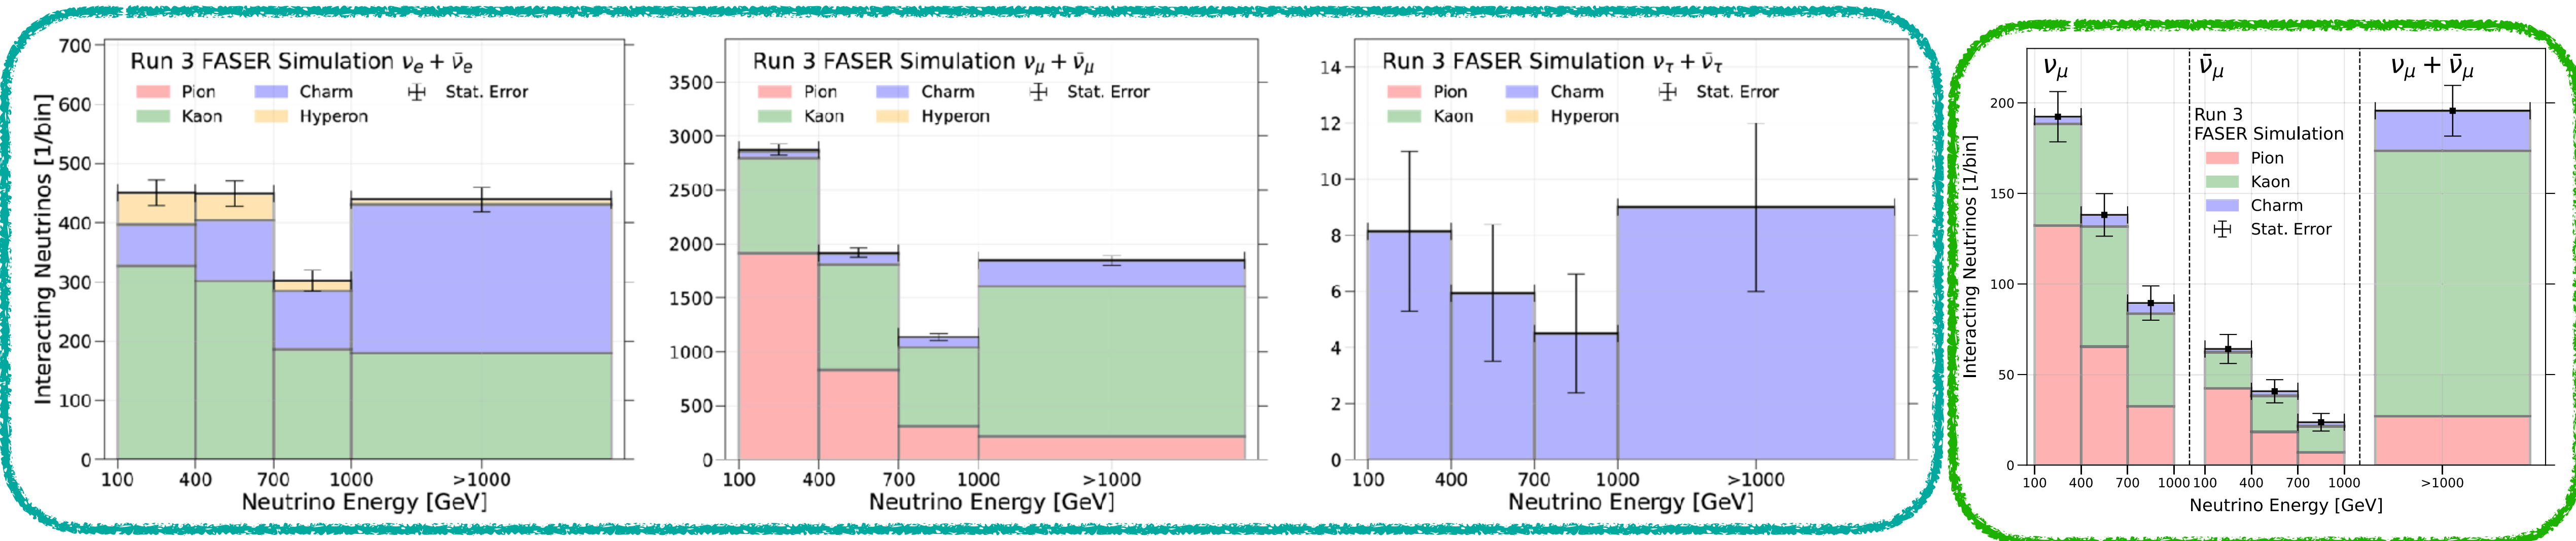 Run 3 FASER Simulation νe + ν̄e
Pion Charm Stat. Error
Kaon Hyperon
Interacting Neutrinos [1/bin]
700
600
500
400
300
200
100
0
100 400 700 1000 >1000
Neutrino Energy [GeV]
Run 3 FASER Simulation νμ + ν̄μ
Pion Charm Stat. Error
Kaon Hyperon
3500
3000
2500
2000
1500
1000
500
0
100 400 700 1000 >1000
Neutrino Energy [GeV]
Run 3 FASER Simulation ντ + ν̄τ
Pion Charm Stat. Error
Kaon Hyperon
14
12
10
8
6
4
2
0
100 400 700 1000 >1000
Neutrino Energy [GeV]
νμ ν̄μ νμ + ν̄μ
Run 3
FASER Simulation
Pion
Kaon
Charm
Stat. Error
Interacting Neutrinos [1/bin]
200
150
100
50
0
100 400 700 1000 100 400 700 1000 >1000
Neutrino Energy [GeV]